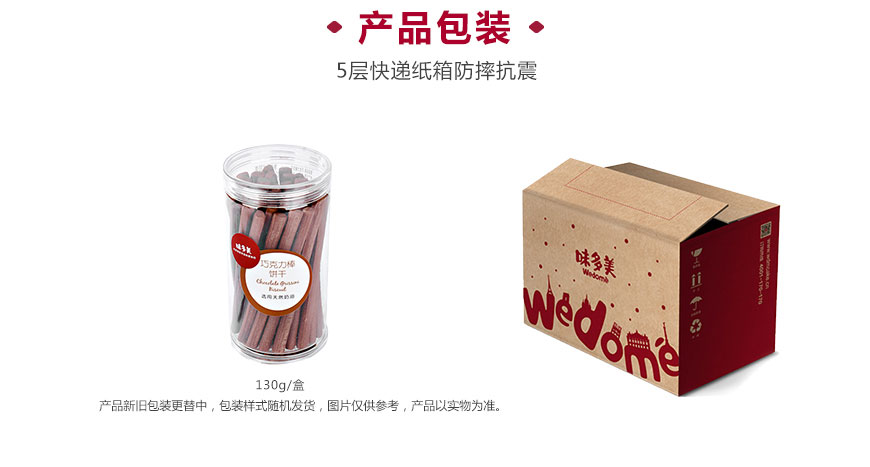 产品包装
5层快递纸箱防摔抗震
味多美
巧克力棒
饼干
Chocolate Grissini
Biscuit
选用天然奶油
味多美
Wedomé
Wedomé
130g/盒
产品新旧包装更替中，包装样式随机发货，图片仅供参考，产品以实物为准。